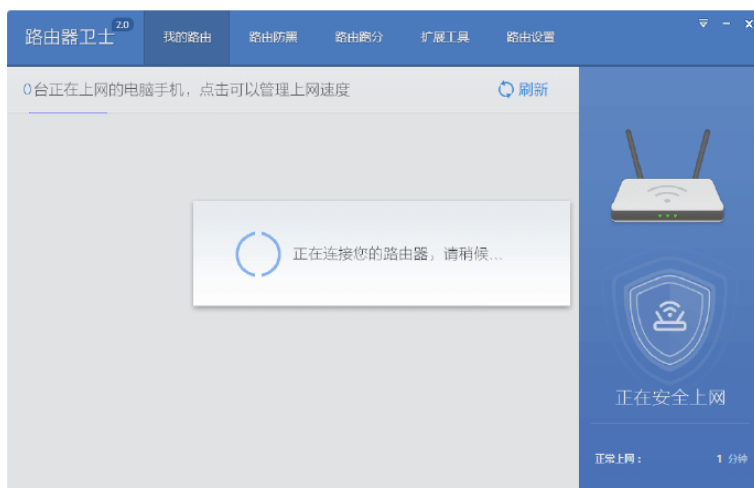 路由器卫士 2.0 我的路由 路由防黑 路由跑分 扩展工具 路由设置
0台正在上网的电脑手机，点击可以管理上网速度 刷新
正在连接您的路由器，请稍候...
正在安全上网
正常上网： 1 分钟